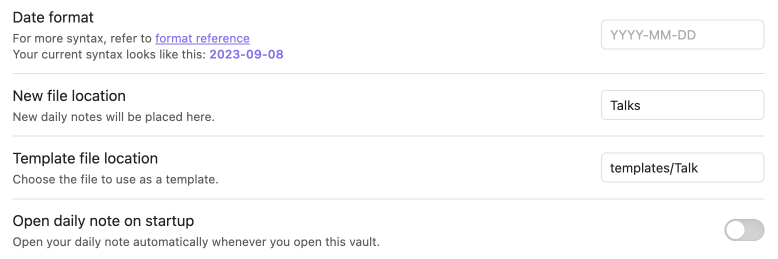 Date format
For more syntax, refer to format reference
Your current syntax looks like this: 2023-09-08
YYYY-MM-DD
New file location
New daily notes will be placed here.
Talks
Template file location
Choose the file to use as a template.
templates/Talk
Open daily note on startup
Open your daily note automatically whenever you open this vault.